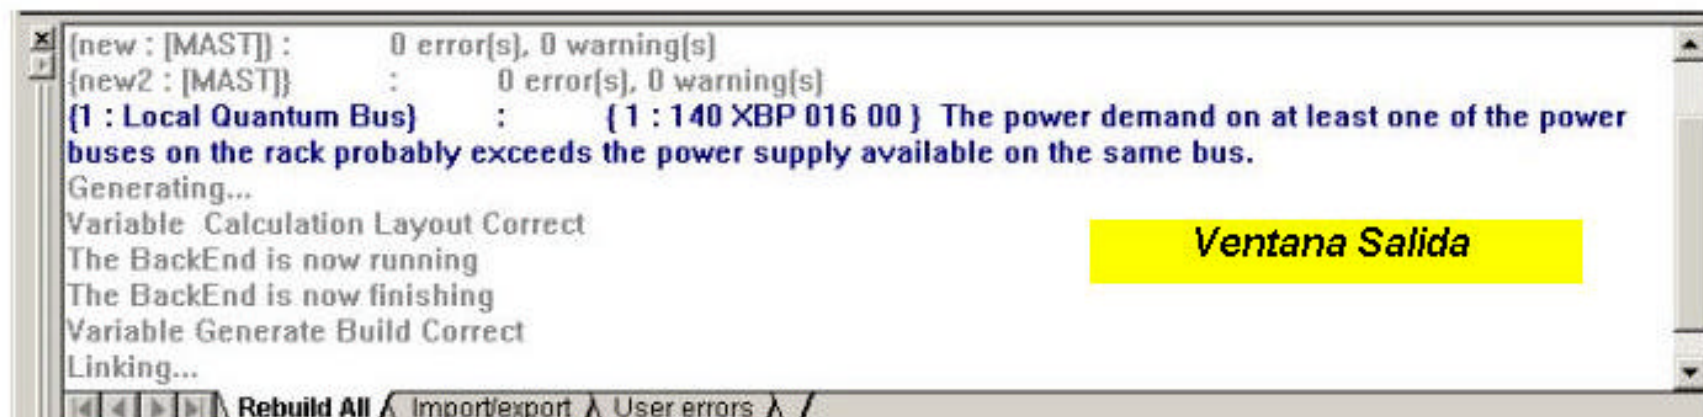 {new : [MAST]} : 0 error(s), 0 warning(s)
{new2 : [MAST]} : 0 error(s), 0 warning(s)
{1 : Local Quantum Bus} : { 1 : 140 XBP 016 00 } The power demand on at least one of the power
buses on the rack probably exceeds the power supply available on the same bus.
Generating...
Variable Calculation Layout Correct
Ventana Salida
The BackEnd is now running
The BackEnd is now finishing
Variable Generate Build Correct
Linking...
Rebuild All Import/export User errors